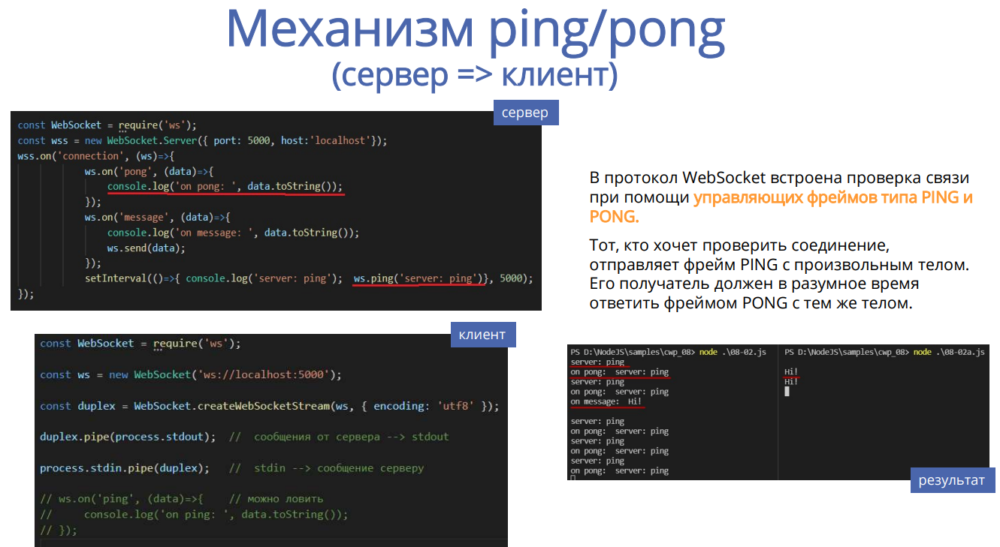 Механизм ping/pong
(сервер => клиент)
сервер
const WebSocket = require('ws');
const wss = new WebSocket.Server({ port: 5000, host:'localhost'});
wss.on('connection', (ws)=>{
ws.on('pong', (data)=>{
console.log('on pong: ', data.toString());
});
ws.on('message', (data)=>{
console.log('on message: ', data.toString());
ws.send(data);
});
setInterval(()=>{ console.log('server: ping');  ws.ping('server: ping')}, 5000);
});
В протокол WebSocket встроена проверка связи
при помощи управляющих фреймов типа PING и
PONG.
Тот, кто хочет проверить соединение,
отправляет фрейм PING с произвольным телом.
Его получатель должен в разумное время
ответить фреймом PONG с тем же телом.
клиент
const WebSocket = require('ws');
const ws = new WebSocket('ws://localhost:5000');
const duplex = WebSocket.createWebSocketStream(ws, { encoding: 'utf8' });
duplex.pipe(process.stdout);  //  сообщения от сервера --> stdout
process.stdin.pipe(duplex);   //  stdin --> сообщение серверу
// ws.on('ping', (data)=>{    // можно ловить
//     console.log('on ping: ', data.toString());
// });
PS D:\NodeJS\samples\cwp_08> node .\08-02.js
server: ping
on pong:  server: ping
server: ping
on pong:  server: ping
on message:  Hi!
server: ping
on pong:  server: ping
server: ping
on pong:  server: ping
server: ping
on pong:  server: ping
PS D:\NodeJS\samples\cwp_08> node .\08-02a.js
Hi!
Hi!
результат